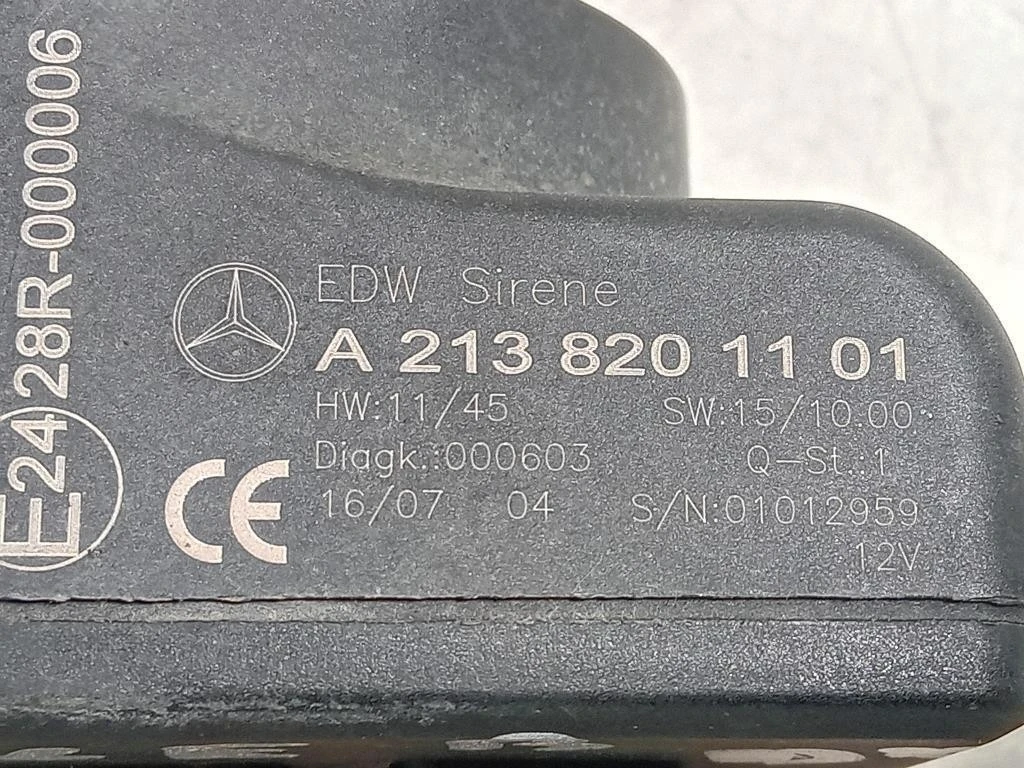 EDW Sirene
A 213 820 11 01
HW:11/45 SW:15/10.00
Diagk.:000603 Q-St.:1
CE 16/07 04 S/N:01012959
12V
E24 28R-000006